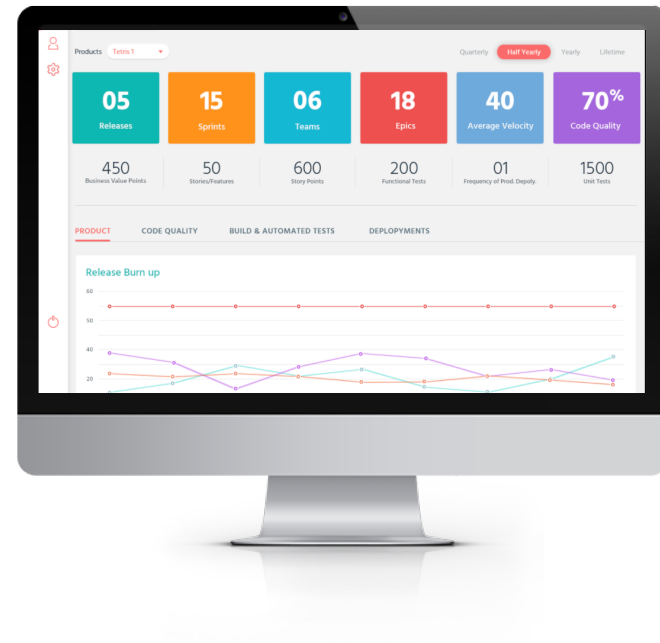 Products Tetris 1
Quarterly Half Yearly Yearly Lifetime
05 15 06 18 40 70%
Releases Sprints Teams Epics Average Velocity Code Quality
450 50 600 200 01 1500
Business Value Points Stories/Features Story Points Functional Tests Frequency of Prod. Depoly. Unit Tests
PRODUCT CODE QUALITY BUILD & AUTOMATED TESTS DEPLOPYMENTS
Release Burn up
60
50
40
20